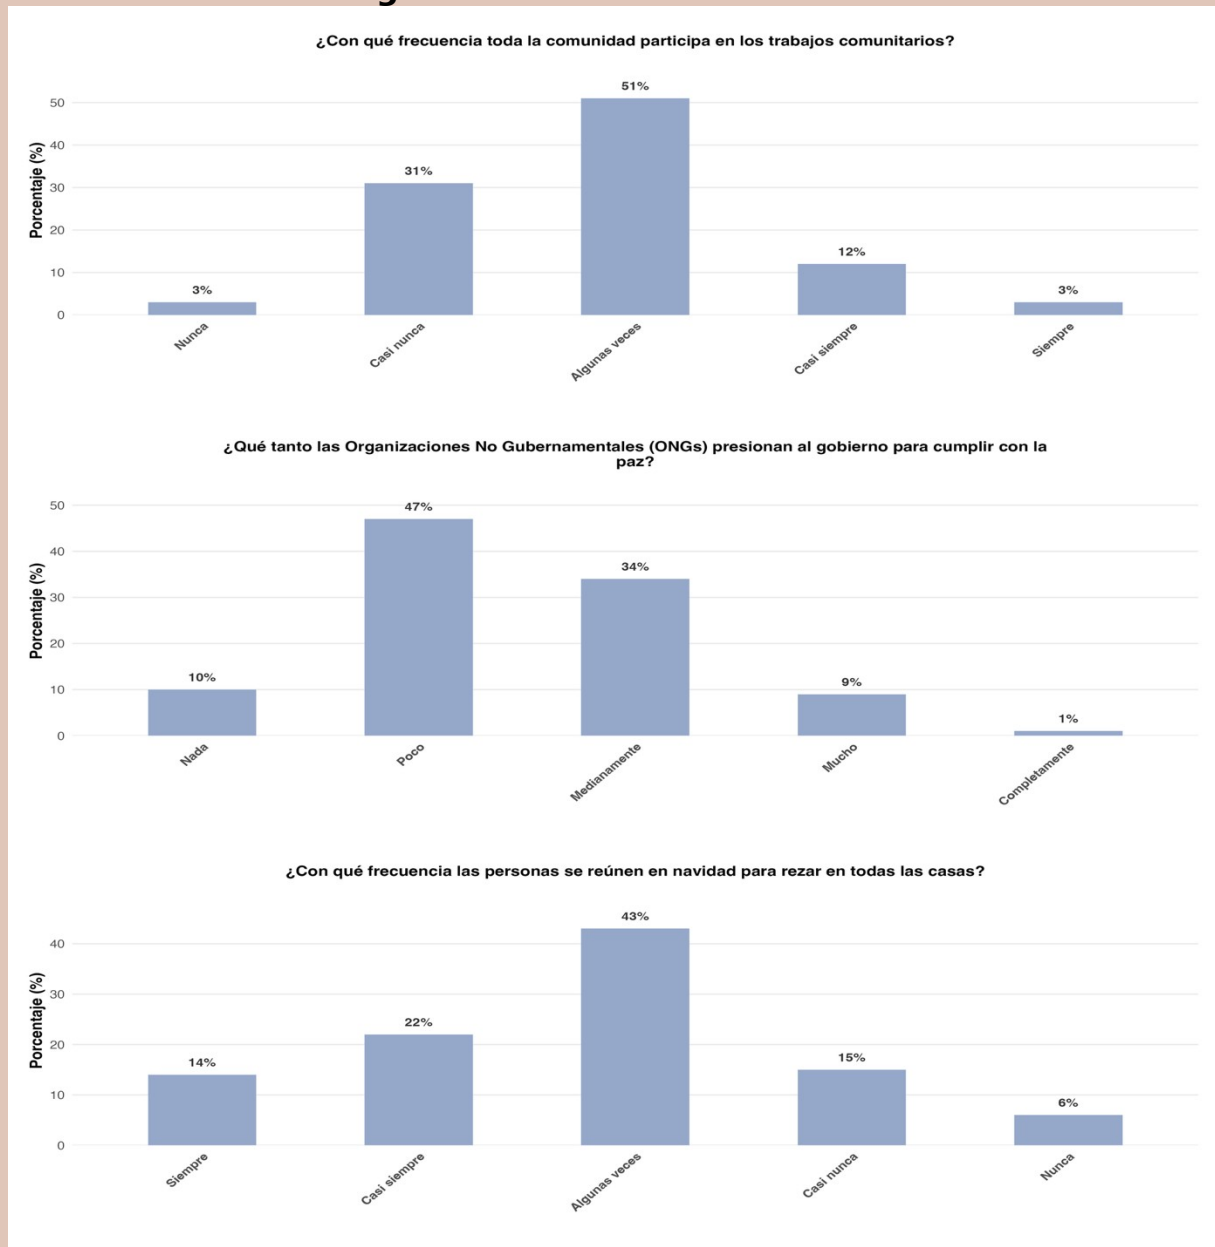 ¿Con qué frecuencia toda la comunidad participa en los trabajos comunitarios?
Porcentaje (%)
50
40
30
20
10
0
3%
31%
51%
12%
3%
Nunca
Casi nunca
Algunas veces
Casi siempre
Siempre
¿Qué tanto las Organizaciones No Gubernamentales (ONGs) presionan al gobierno para cumplir con la
paz?
Porcentaje (%)
50
40
30
20
10
0
10%
47%
34%
9%
1%
Nada
Poco
Medianamente
Mucho
Completamente
¿Con qué frecuencia las personas se reúnen en navidad para rezar en todas las casas?
Porcentaje (%)
40
30
20
10
0
14%
22%
43%
15%
6%
Siempre
Casi siempre
Algunas veces
Casi nunca
Nunca